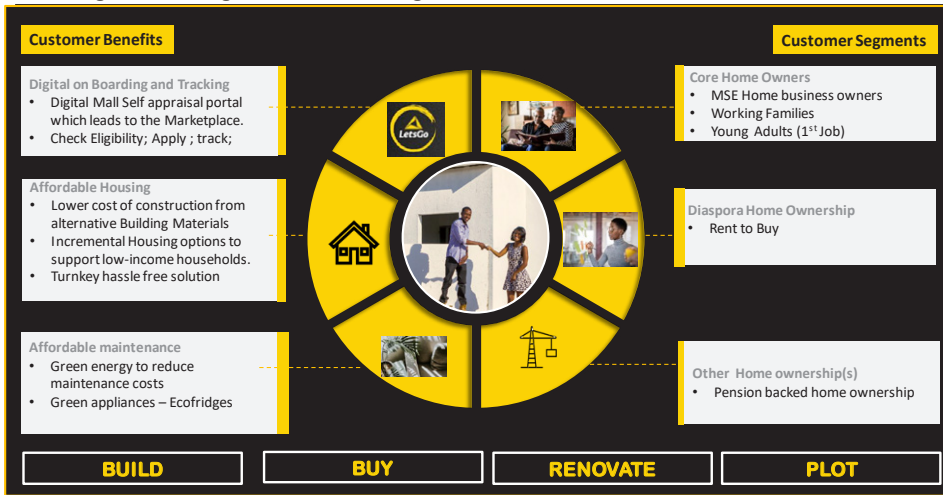 Customer Benefits
Digital on Boarding and Tracking
• Digital Mall Self appraisal portal
which leads to the Marketplace.
• Check Eligibility; Apply ; track;
Affordable Housing
• Lower cost of construction from
alternative Building Materials
• Incremental Housing options to
support low-income households.
• Turnkey hassle free solution
Affordable maintenance
• Green energy to reduce
maintenance costs
• Green appliances – Ecofridges
LetsGo
Customer Segments
Core Home Owners
• MSE Home business owners
• Working Families
• Young Adults (1st Job)
Diaspora Home Ownership
• Rent to Buy
Other Home ownership(s)
• Pension backed home ownership
BUILD
BUY
RENOVATE
PLOT